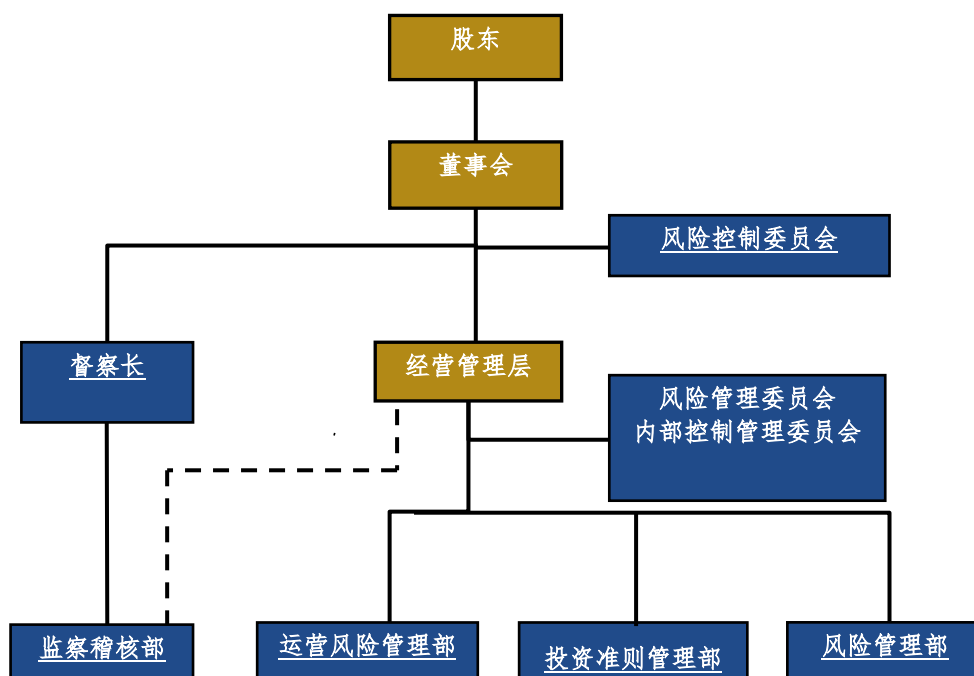 股东
董事会
风险控制委员会
督察长
经营管理层
风险管理委员会
内部控制管理委员会
监察稽核部
运营风险管理部
投资准则管理部
风险管理部